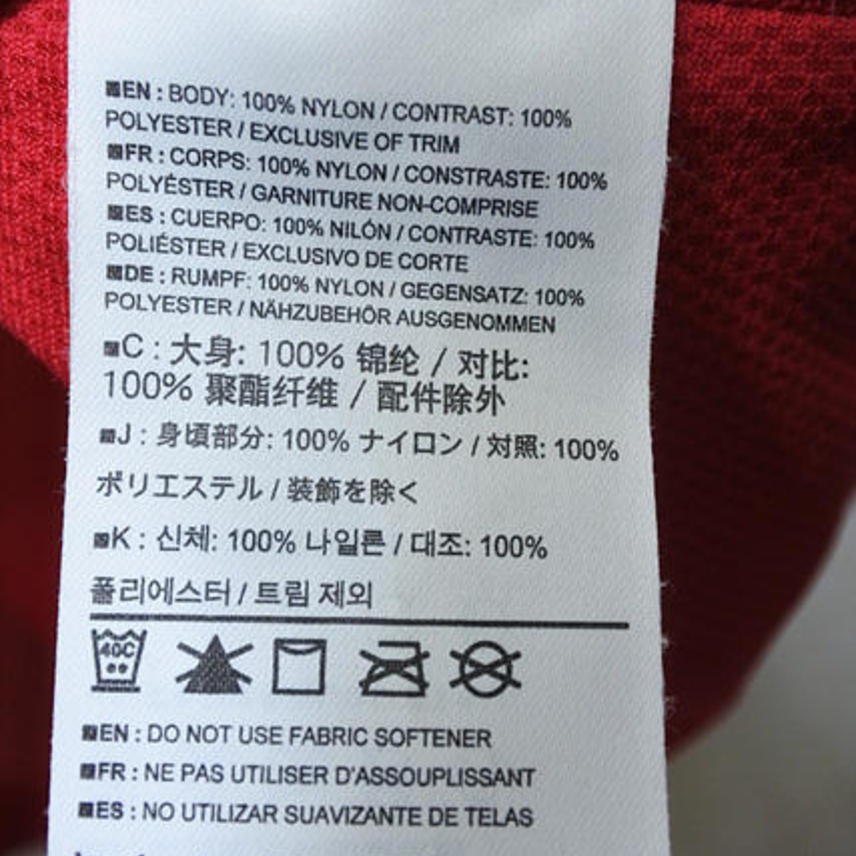 EN : BODY: 100% NYLON / CONTRAST: 100%
POLYESTER / EXCLUSIVE OF TRIM
FR : CORPS: 100% NYLON / CONSTRASTE: 100%
POLYÉSTER / GARNITURE NON-COMPRISE
ES : CUERPO: 100% NILÓN / CONTRASTE: 100%
POLIÉSTER / EXCLUSIVO DE CORTE
DE : RUMPF: 100% NYLON / GEGENSATZ: 100%
POLYESTER / NÄHZUBEHÖR AUSGENOMMEN
C : 大身: 100% 锦纶 / 对比:
100% 聚酯纤维 / 配件除外
J : 身頃部分: 100% ナイロン / 対照: 100%
ポリエステル / 装飾を除く
K : 신체: 100% 나일론 / 대조: 100%
폴리에스터 / 트림 제외
40C
EN : DO NOT USE FABRIC SOFTENER
FR : NE PAS UTILISER D'ASSOUPLISSANT
ES : NO UTILIZAR SUAVIZANTE DE TELAS